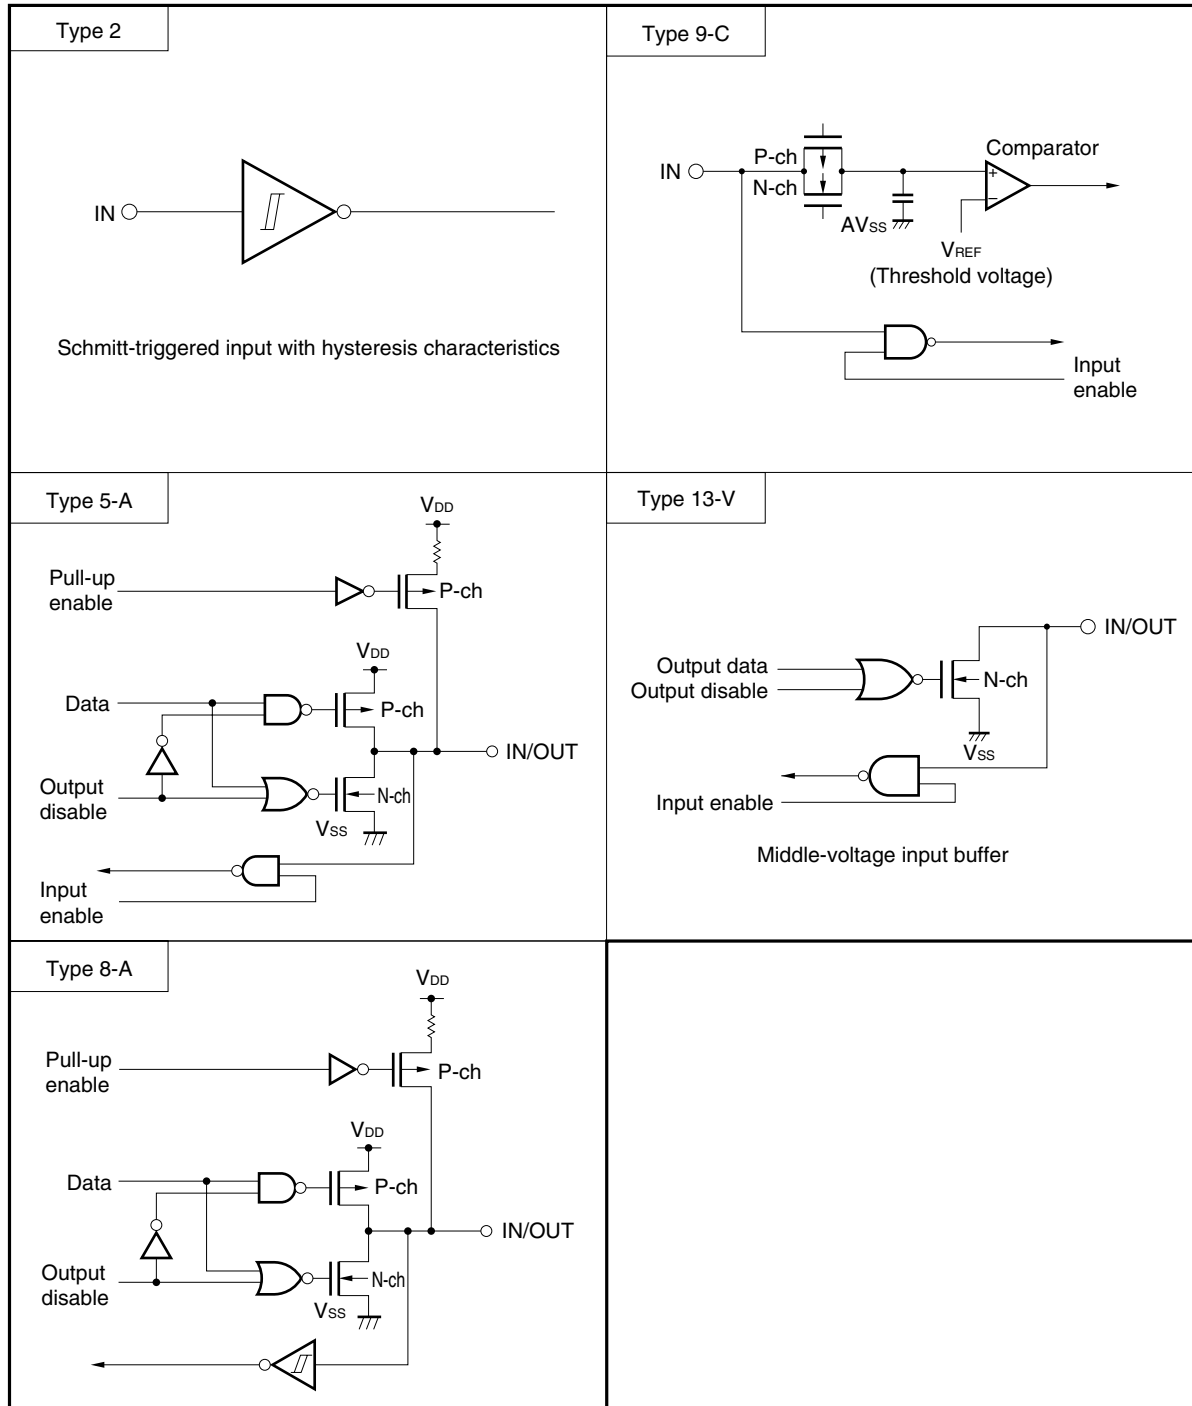 Type 2
IN
Schmitt-triggered input with hysteresis characteristics
Type 9-C
IN
P-ch
N-ch
Comparator
+
−
AVSS
VREF
(Threshold voltage)
Input
enable
Type 5-A
VDD
Pull-up
enable
P-ch
VDD
Data
P-ch
IN/OUT
Output
disable
N-ch
VSS
Input
enable
Type 13-V
IN/OUT
Output data
Output disable
N-ch
VSS
Input enable
Middle-voltage input buffer
Type 8-A
VDD
Pull-up
enable
P-ch
VDD
Data
P-ch
IN/OUT
Output
disable
N-ch
VSS